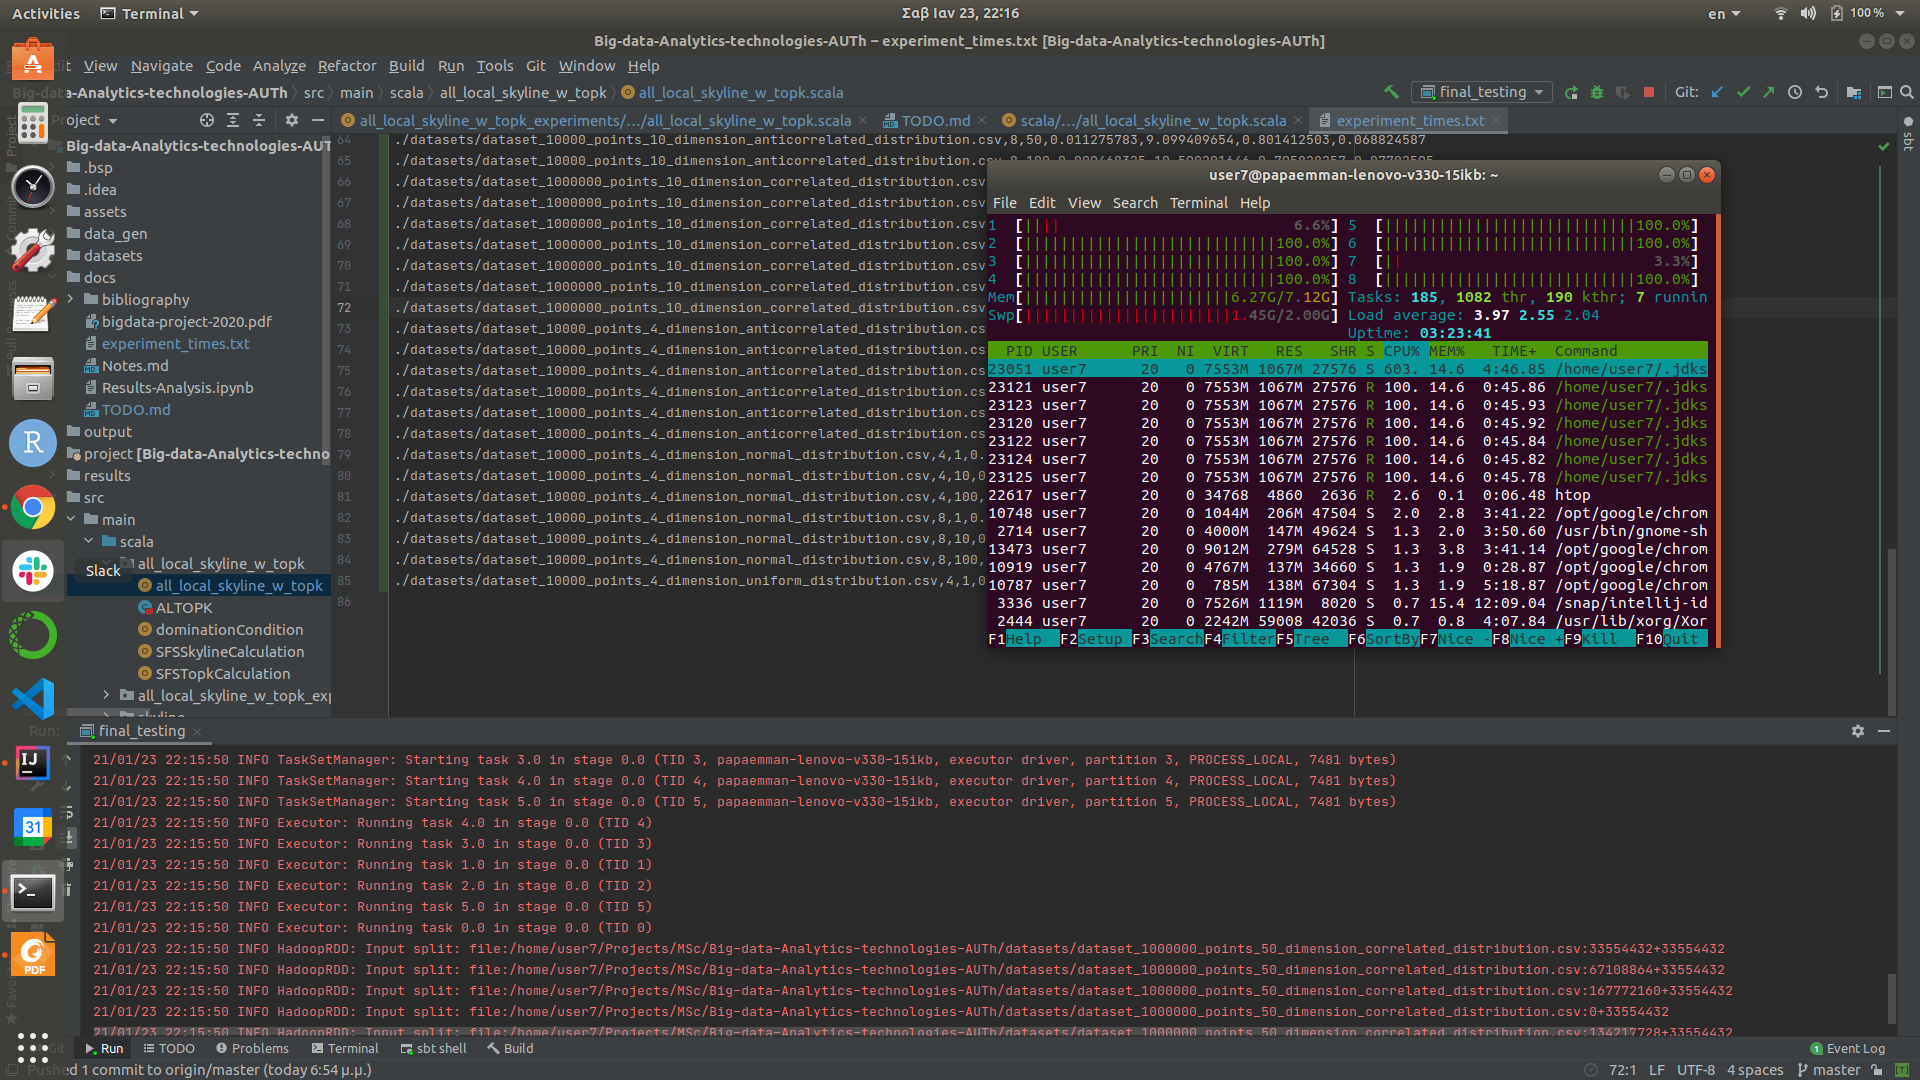 Activities Terminal Σαβ Ιαν 23, 22:16 en 100 %
Big-data-Analytics-technologies-AUTh – experiment_times.txt [Big-data-Analytics-technologies-AUTh]
View Navigate Code Analyze Refactor Build Run Tools Git Window Help
Big-data-Analytics-technologies-AUTh src main scala all_local_skyline_w_topk all_local_skyline_w_topk.scala final_testing Git:
Project all_local_skyline_w_topk_experiments/.../all_local_skyline_w_topk.scala TODO.md scala/.../all_local_skyline_w_topk.scala experiment_times.txt
Big-data-Analytics-technologies-AUT
.bsp
.idea
assets
data_gen
datasets
docs
bibliography
bigdata-project-2020.pdf
experiment_times.txt
Notes.md
Results-Analysis.ipynb
TODO.md
output
project [Big-data-Analytics-techno
results
src
main
scala
all_local_skyline_w_topk
all_local_skyline_w_topk
ALTOPK
dominationCondition
SFSSkylineCalculation
SFSTopkCalculation
all_local_skyline_w_topk_exp
skyline
Slack
Project
Commit
Pull Requests
Favorites
sbt
64 ./datasets/dataset_10000_points_10_dimension_anticorrelated_distribution.csv,8,50,0.011275783,9.099409654,0.801412503,0.068824587
65 ./datasets/dataset_10000_points_10_dimension_anticorrelated_distribution.csv
66 ./datasets/dataset_1000000_points_10_dimension_correlated_distribution.csv
67 ./datasets/dataset_1000000_points_10_dimension_correlated_distribution.csv
68 ./datasets/dataset_1000000_points_10_dimension_correlated_distribution.csv
69 ./datasets/dataset_1000000_points_10_dimension_correlated_distribution.csv
70 ./datasets/dataset_1000000_points_10_dimension_correlated_distribution.csv
71 ./datasets/dataset_1000000_points_10_dimension_correlated_distribution.csv
72 ./datasets/dataset_1000000_points_10_dimension_correlated_distribution.csv
73 ./datasets/dataset_10000_points_4_dimension_anticorrelated_distribution.cs
74 ./datasets/dataset_10000_points_4_dimension_anticorrelated_distribution.cs
75 ./datasets/dataset_10000_points_4_dimension_anticorrelated_distribution.cs
76 ./datasets/dataset_10000_points_4_dimension_anticorrelated_distribution.cs
77 ./datasets/dataset_10000_points_4_dimension_anticorrelated_distribution.cs
78 ./datasets/dataset_10000_points_4_dimension_anticorrelated_distribution.cs
79 ./datasets/dataset_10000_points_4_dimension_normal_distribution.csv,4,1,0.
80 ./datasets/dataset_10000_points_4_dimension_normal_distribution.csv,4,10,0
81 ./datasets/dataset_10000_points_4_dimension_normal_distribution.csv,4,100,
82 ./datasets/dataset_10000_points_4_dimension_normal_distribution.csv,8,1,0.
83 ./datasets/dataset_10000_points_4_dimension_normal_distribution.csv,8,10,0
84 ./datasets/dataset_10000_points_4_dimension_normal_distribution.csv,8,100,
85 ./datasets/dataset_10000_points_4_dimension_uniform_distribution.csv,4,1,0
86
user7@papaemman-lenovo-v330-15ikb: ~
File Edit View Search Terminal Help
1 [|||| 6.6%] 5 [||||||||||||||||||||||||||||100.0%]
2 [||||||||||||||||||||||||||||100.0%] 6 [||||||||||||||||||||||||||||100.0%]
3 [||||||||||||||||||||||||||||100.0%] 7 [|| 3.3%]
4 [||||||||||||||||||||||||||||100.0%] 8 [||||||||||||||||||||||||||||100.0%]
Mem[|||||||||||||||||||||||6.27G/7.12G] Tasks: 185, 1082 thr, 190 kthr; 7 runnin
Swp[|||||||||||||||||||||||1.45G/2.00G] Load average: 3.97 2.55 2.04
Uptime: 03:23:41
PID USER PRI NI VIRT RES SHR S CPU% MEM% TIME+ Command
23051 user7 20 0 7553M 1067M 27576 S 603. 14.6 4:46.85 /home/user7/.jdks
23121 user7 20 0 7553M 1067M 27576 R 100. 14.6 0:45.86 /home/user7/.jdks
23123 user7 20 0 7553M 1067M 27576 R 100. 14.6 0:45.93 /home/user7/.jdks
23120 user7 20 0 7553M 1067M 27576 R 100. 14.6 0:45.92 /home/user7/.jdks
23122 user7 20 0 7553M 1067M 27576 R 100. 14.6 0:45.84 /home/user7/.jdks
23124 user7 20 0 7553M 1067M 27576 R 100. 14.6 0:45.82 /home/user7/.jdks
23125 user7 20 0 7553M 1067M 27576 R 100. 14.6 0:45.78 /home/user7/.jdks
22617 user7 20 0 34768 4860 2636 R 2.6 0.1 0:06.48 htop
10748 user7 20 0 1044M 206M 47504 S 2.0 2.8 3:41.22 /opt/google/chrom
2714 user7 20 0 4000M 147M 49624 S 1.3 2.0 3:50.60 /usr/bin/gnome-sh
13473 user7 20 0 9012M 279M 64528 S 1.3 3.8 3:41.14 /opt/google/chrom
10919 user7 20 0 4767M 137M 34660 S 1.3 1.9 0:28.87 /opt/google/chrom
10787 user7 20 0 785M 138M 67304 S 1.3 1.9 5:18.87 /opt/google/chrom
3336 user7 20 0 7526M 1119M 8020 S 0.7 15.4 12:09.04 /snap/intellij-id
2444 user7 20 0 2242M 59008 42036 S 0.7 0.8 4:07.84 /usr/lib/xorg/Xor
F1Help F2Setup F3SearchF4FilterF5Tree F6SortByF7Nice -F8Nice +F9Kill F10Quit
Run: final_testing
21/01/23 22:15:50 INFO TaskSetManager: Starting task 3.0 in stage 0.0 (TID 3, papaemman-lenovo-v330-15ikb, executor driver, partition 3, PROCESS_LOCAL, 7481 bytes)
21/01/23 22:15:50 INFO TaskSetManager: Starting task 4.0 in stage 0.0 (TID 4, papaemman-lenovo-v330-15ikb, executor driver, partition 4, PROCESS_LOCAL, 7481 bytes)
21/01/23 22:15:50 INFO TaskSetManager: Starting task 5.0 in stage 0.0 (TID 5, papaemman-lenovo-v330-15ikb, executor driver, partition 5, PROCESS_LOCAL, 7481 bytes)
21/01/23 22:15:50 INFO Executor: Running task 4.0 in stage 0.0 (TID 4)
21/01/23 22:15:50 INFO Executor: Running task 3.0 in stage 0.0 (TID 3)
21/01/23 22:15:50 INFO Executor: Running task 1.0 in stage 0.0 (TID 1)
21/01/23 22:15:50 INFO Executor: Running task 2.0 in stage 0.0 (TID 2)
21/01/23 22:15:50 INFO Executor: Running task 5.0 in stage 0.0 (TID 5)
21/01/23 22:15:50 INFO Executor: Running task 0.0 in stage 0.0 (TID 0)
21/01/23 22:15:50 INFO HadoopRDD: Input split: file:/home/user7/Projects/MSc/Big-data-Analytics-technologies-AUTh/datasets/dataset_1000000_points_50_dimension_correlated_distribution.csv:33554432+33554432
21/01/23 22:15:50 INFO HadoopRDD: Input split: file:/home/user7/Projects/MSc/Big-data-Analytics-technologies-AUTh/datasets/dataset_1000000_points_50_dimension_correlated_distribution.csv:67108864+33554432
21/01/23 22:15:50 INFO HadoopRDD: Input split: file:/home/user7/Projects/MSc/Big-data-Analytics-technologies-AUTh/datasets/dataset_1000000_points_50_dimension_correlated_distribution.csv:167772160+33554432
21/01/23 22:15:50 INFO HadoopRDD: Input split: file:/home/user7/Projects/MSc/Big-data-Analytics-technologies-AUTh/datasets/dataset_1000000_points_50_dimension_correlated_distribution.csv:0+33554432
21/01/23 22:15:50 INFO HadoopRDD: Input split: file:/home/user7/Projects/MSc/Big-data-Analytics-technologies-AUTh/datasets/dataset_1000000_points_50_dimension_correlated_distribution.csv:134217728+33554432
Git Run TODO Problems Terminal sbt shell Build 1 Event Log
Pushed 1 commit to origin/master (today 6:54 μ.μ.) 72:1 LF UTF-8 4 spaces master
R
IJ
31
PDF